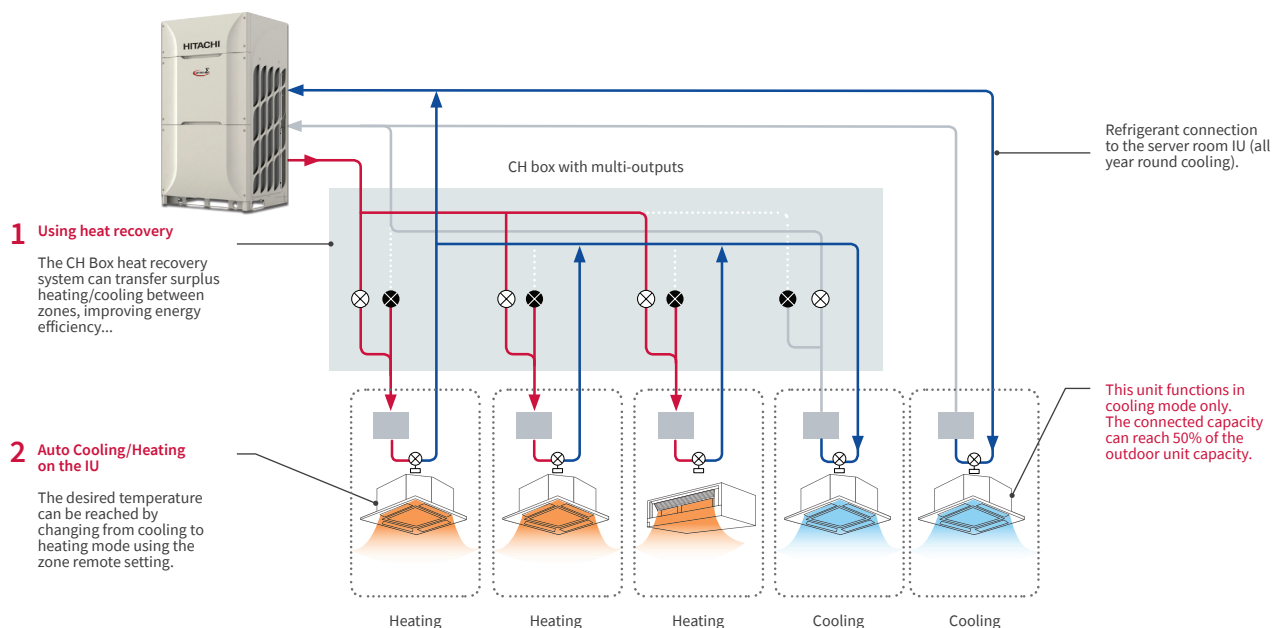 HITACHI
CH box with multi-outputs
Refrigerant connection
to the server room IU (all
year round cooling).
1 Using heat recovery
The CH Box heat recovery
system can transfer surplus
heating/cooling between
zones, improving energy
efficiency...
This unit functions in
cooling mode only.
The connected capacity
can reach 50% of the
outdoor unit capacity.
2 Auto Cooling/Heating
on the IU
The desired temperature
can be reached by
changing from cooling to
heating mode using the
zone remote setting.
Heating
Heating
Heating
Cooling
Cooling